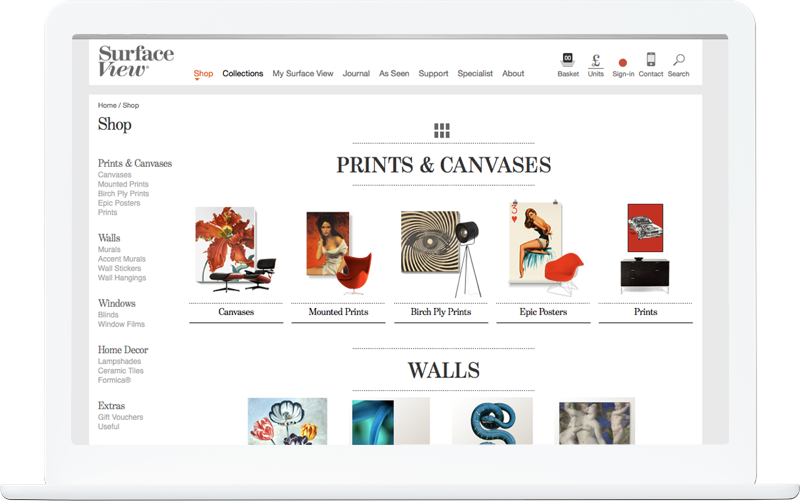 Surface
View®
Shop Collections My Surface View Journal As Seen Support Specialist About
00
£
Basket Units Sign-in Contact Search
Home / Shop
Shop
Prints & Canvases
Canvases
Mounted Prints
Birch Ply Prints
Epic Posters
Prints
Walls
Murals
Accent Murals
Wall Stickers
Wall Hangings
Windows
Blinds
Window Films
Home Decor
Lampshades
Ceramic Tiles
Formica®
Extras
Gift Vouchers
Useful
PRINTS & CANVASES
3
Canvases
Mounted Prints
Birch Ply Prints
Epic Posters
Prints
WALLS